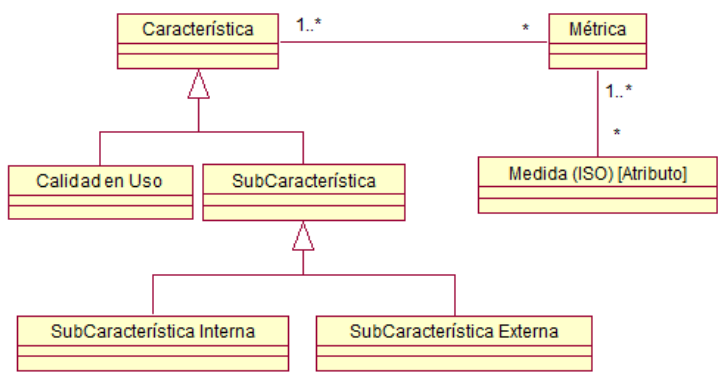 Característica
1..*
*
Métrica
1..*
*
Calidad en Uso
SubCaracterística
Medida (ISO) [Atributo]
SubCaracterística Interna
SubCaracterística Externa